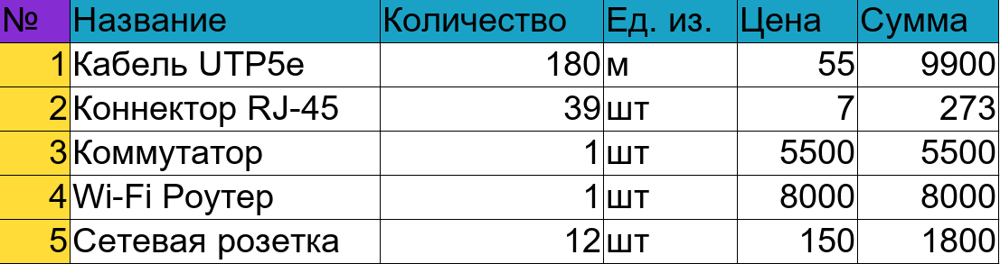 № Название Количество Ед. из. Цена Сумма
1 Кабель UTP5e 180 м 55 9900
2 Коннектор RJ-45 39 шт 7 273
3 Коммутатор 1 шт 5500 5500
4 Wi-Fi Роутер 1 шт 8000 8000
5 Сетевая розетка 12 шт 150 1800